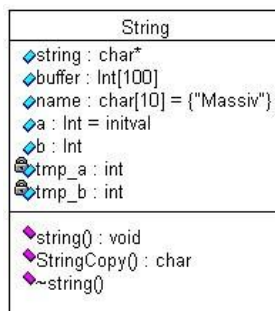 String
string : char*
buffer : Int[100]
name : char[10] = {"Massiv"}
a : Int = initval
b : Int
tmp_a : int
tmp_b : int
string() : void
StringCopy() : char
~string()